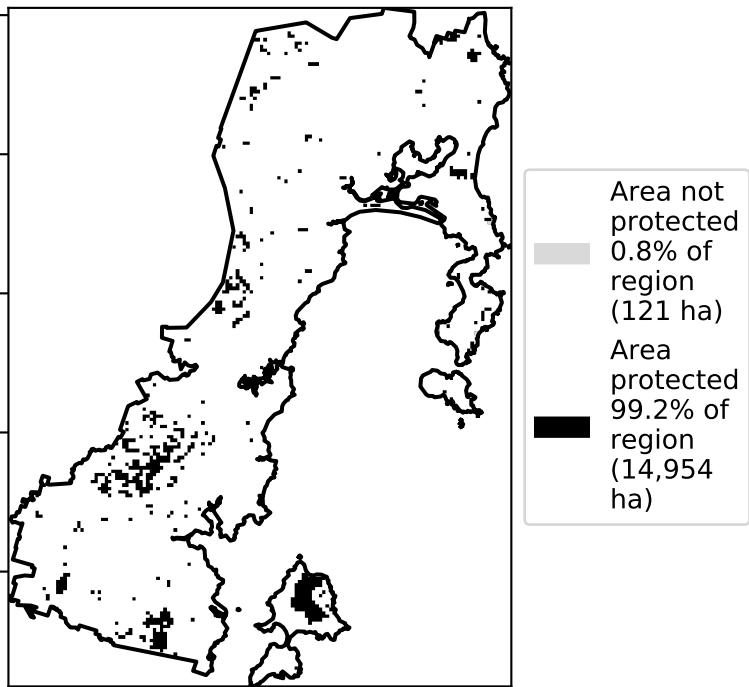 Area not
protected
0.8% of
region
(121 ha)
Area
protected
99.2% of
region
(14,954
ha)